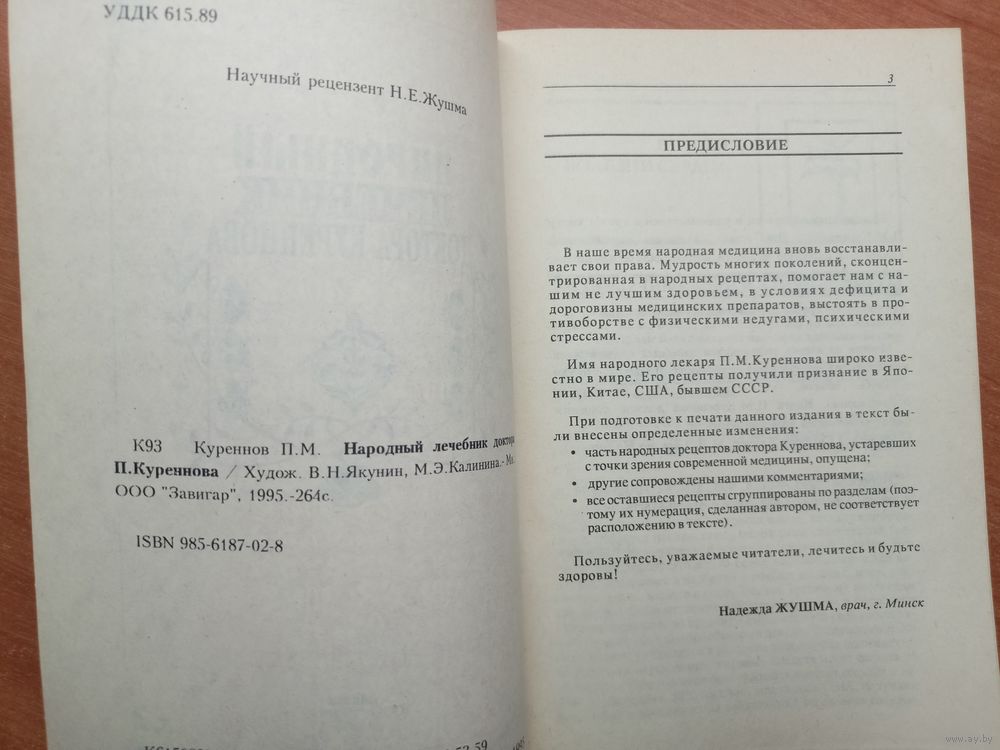 УДДК 615.89
Научный рецензент Н.Е.Жушма
К93 Куреннов П.М. Народный лечебник доктора
П.Куреннова / Худож. В.Н.Якунин, М.Э.Калинина.- Мн.:
ООО "Завигар", 1995.-264с.
ISBN 985-6187-02-8
3
ПРЕДИСЛОВИЕ
В наше время народная медицина вновь восстанавли-
вает свои права. Мудрость многих поколений, сконцен-
трированная в народных рецептах, помогает нам с на-
шим не лучшим здоровьем, в условиях дефицита и
дороговизны медицинских препаратов, выстоять в про-
тивоборстве с физическими недугами, психическими
стрессами.
Имя народного лекаря П.М.Куреннова широко изве-
стно в мире. Его рецепты получили признание в Япо-
нии, Китае, США, бывшем СССР.
При подготовке к печати данного издания в текст бы-
ли внесены определенные изменения:
• часть народных рецептов доктора Куреннова, устаревших
с точки зрения современной медицины, опущена;
• другие сопровождены нашими комментариями;
• все оставшиеся рецепты сгруппированы по разделам (поэ-
тому их нумерация, сделанная автором, не соответствует
расположению в тексте).
Пользуйтесь, уважаемые читатели, лечитесь и будьте
здоровы!
Надежда ЖУШМА, врач, г. Минск
www.ay.by